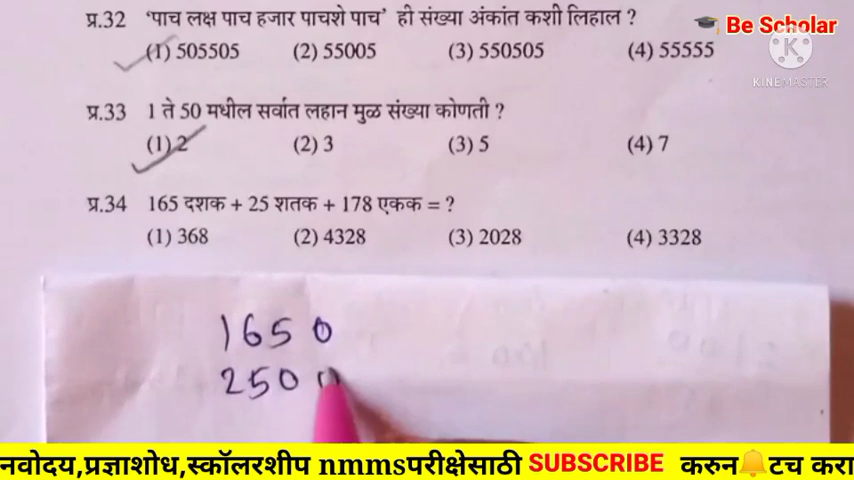 Be Scholar
KINEMASTER
प्र.32 ‘पाच लक्ष पाच हजार पाचशे पाच’ ही संख्या अंकांत कशी लिहाल ?
(1) 505505 (2) 55005 (3) 550505 (4) 55555
प्र.33 1 ते 50 मधील सर्वात लहान मुळ संख्या कोणती ?
(1) 2 (2) 3 (3) 5 (4) 7
प्र.34 165 दशक + 25 शतक + 178 एकक = ?
(1) 368 (2) 4328 (3) 2028 (4) 3328
1650
2500
नवोदय,प्रज्ञाशोध,स्कॉलरशीप nmmsपरीक्षेसाठी SUBSCRIBE करुन🔔टच करा